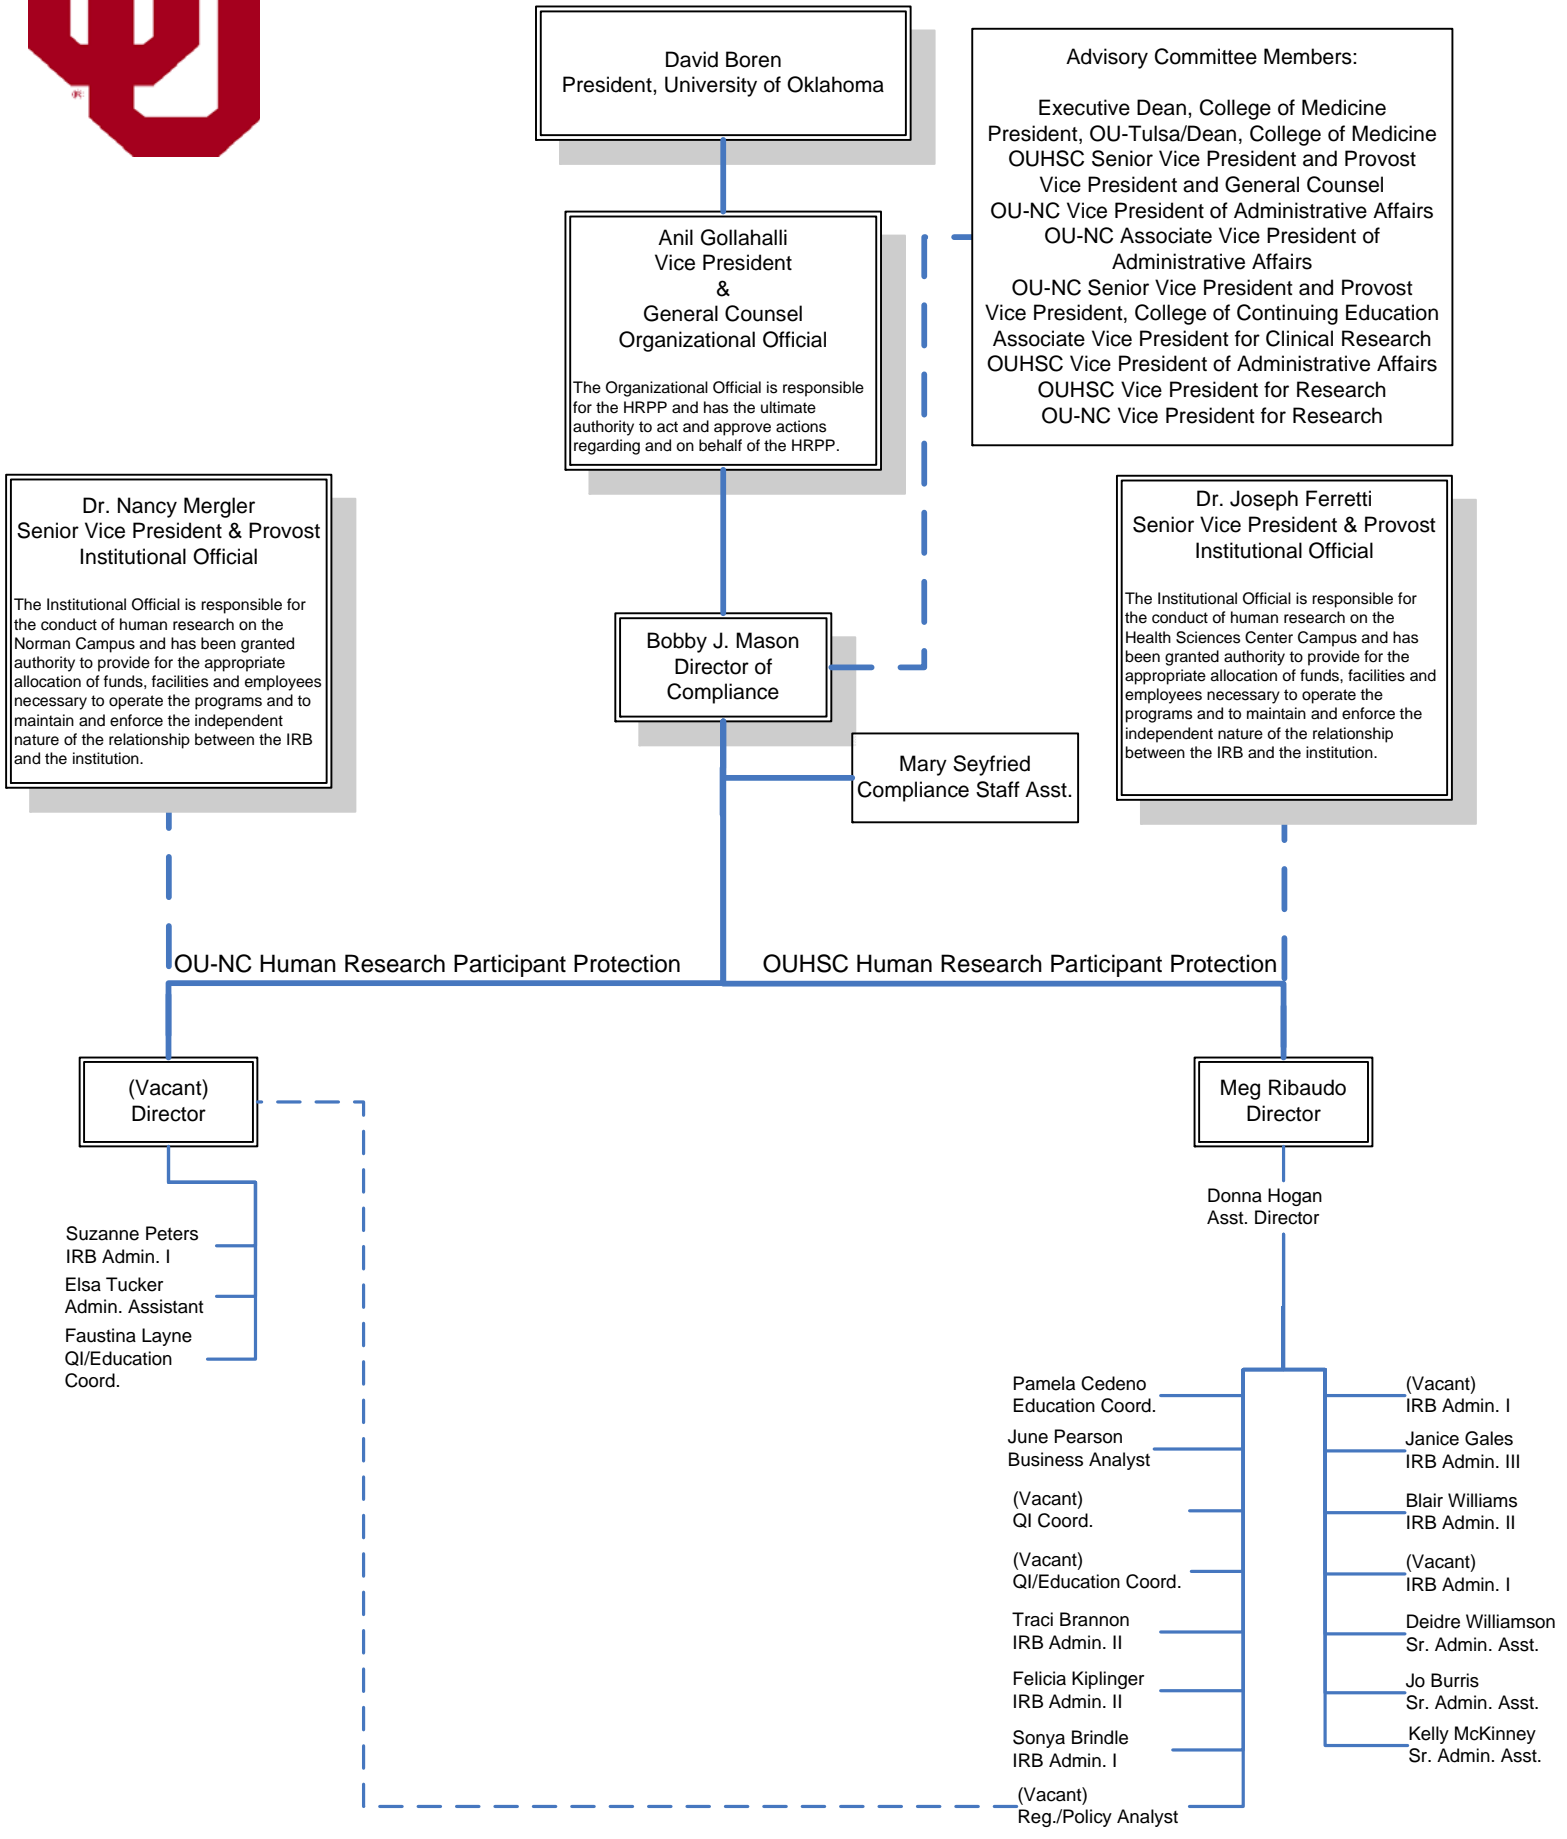 David Boren
President, University of Oklahoma
Advisory Committee Members:
Executive Dean, College of Medicine
President, OU-Tulsa/Dean, College of Medicine
OUHSC Senior Vice President and Provost
Vice President and General Counsel
OU-NC Vice President of Administrative Affairs
OU-NC Associate Vice President of
Administrative Affairs
OU-NC Senior Vice President and Provost
Vice President, College of Continuing Education
Associate Vice President for Clinical Research
OUHSC Vice President of Administrative Affairs
OUHSC Vice President for Research
OU-NC Vice President for Research
Anil Gollahalli
Vice President
&
General Counsel
Organizational Official
The Organizational Official is responsible
for the HRPP and has the ultimate
authority to act and approve actions
regarding and on behalf of the HRPP.
Dr. Nancy Mergler
Senior Vice President & Provost
Institutional Official
The Institutional Official is responsible for
the conduct of human research on the
Norman Campus and has been granted
authority to provide for the appropriate
allocation of funds, facilities and employees
necessary to operate the programs and to
maintain and enforce the independent
nature of the relationship between the IRB
and the institution.
Dr. Joseph Ferretti
Senior Vice President & Provost
Institutional Official
The Institutional Official is responsible for
the conduct of human research on the
Health Sciences Center Campus and has
been granted authority to provide for the
appropriate allocation of funds, facilities and
employees necessary to operate the
programs and to maintain and enforce the
independent nature of the relationship
between the IRB and the institution.
Bobby J. Mason
Director of
Compliance
Mary Seyfried
Compliance Staff Asst.
OU-NC Human Research Participant Protection
OUHSC Human Research Participant Protection
(Vacant)
Director
Meg Ribaudo
Director
Suzanne Peters
IRB Admin. I
Elsa Tucker
Admin. Assistant
Faustina Layne
QI/Education
Coord.
Donna Hogan
Asst. Director
Pamela Cedeno
Education Coord.
June Pearson
Business Analyst
(Vacant)
QI Coord.
(Vacant)
QI/Education Coord.
Traci Brannon
IRB Admin. II
Felicia Kiplinger
IRB Admin. II
Sonya Brindle
IRB Admin. I
(Vacant)
Reg./Policy Analyst
(Vacant)
IRB Admin. I
Janice Gales
IRB Admin. III
Blair Williams
IRB Admin. II
(Vacant)
IRB Admin. I
Deidre Williamson
Sr. Admin. Asst.
Jo Burris
Sr. Admin. Asst.
Kelly McKinney
Sr. Admin. Asst.